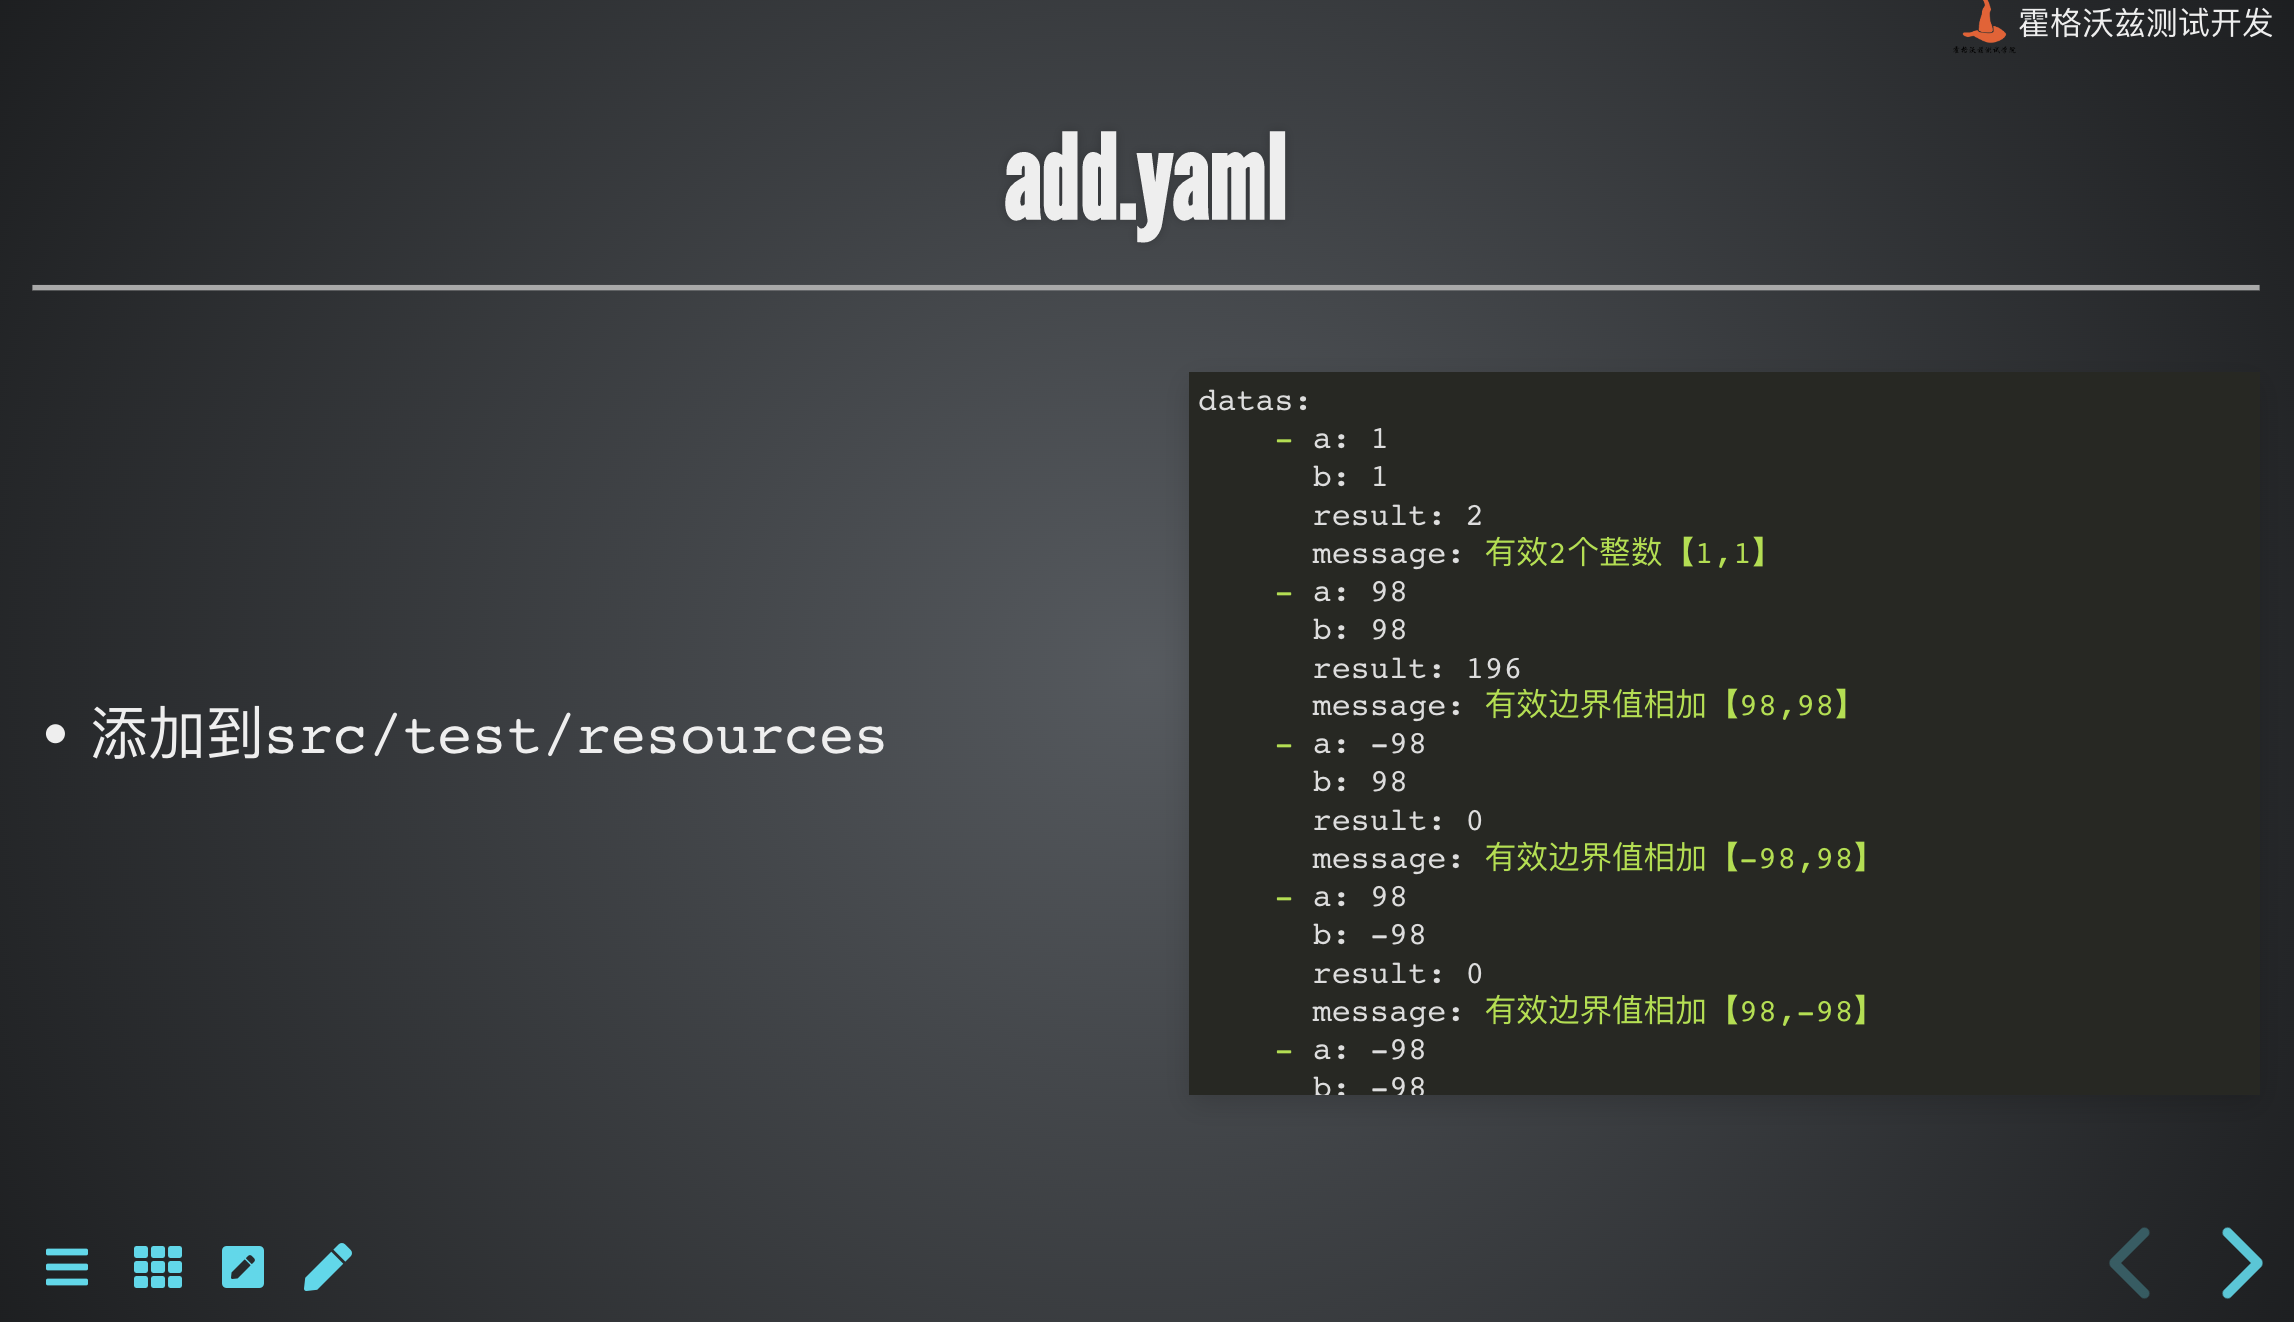 霍格沃兹测试开发
add.yaml
• 添加到src/test/resources
datas:
    - a: 1
      b: 1
      result: 2
      message: 有效2个整数【1,1】
    - a: 98
      b: 98
      result: 196
      message: 有效边界值相加【98,98】
    - a: -98
      b: 98
      result: 0
      message: 有效边界值相加【-98,98】
    - a: 98
      b: -98
      result: 0
      message: 有效边界值相加【98,-98】
    - a: -98
      b: -98